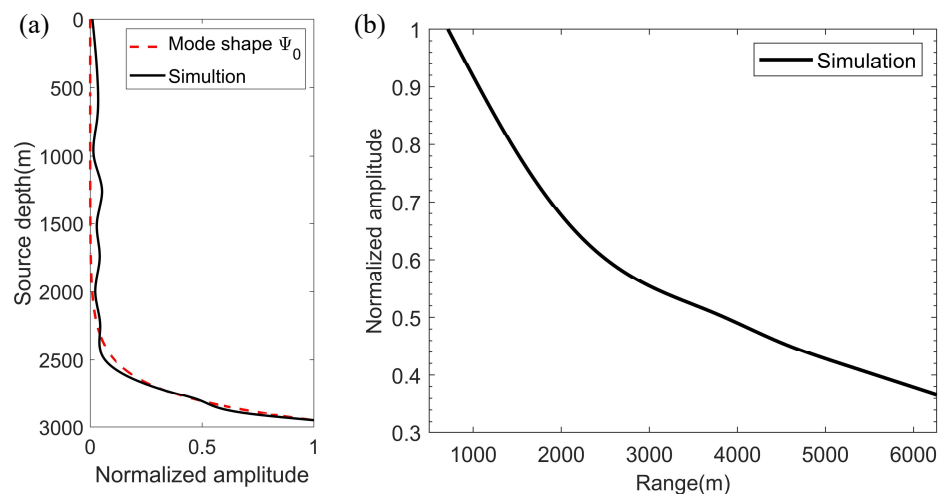 (a)
0
500
1000
1500
2000
2500
3000
Source depth(m)
Mode shape Ψ0
Simultion
0 0.5 1
Normalized amplitude
(b)
1
0.9
0.8
0.7
0.6
0.5
0.4
0.3
Normalized amplitude
Simulation
1000 2000 3000 4000 5000 6000
Range(m)